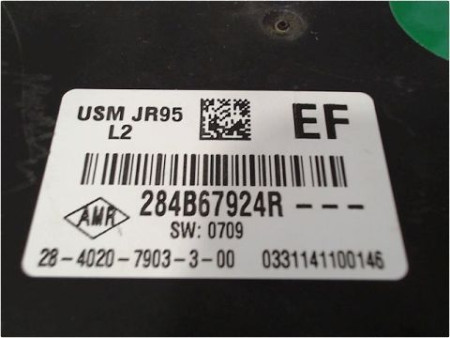 USM JR95
L2
EF
AMR
284B67924R ---
SW: 0709
28-4020-7903-3-00 0331141100146